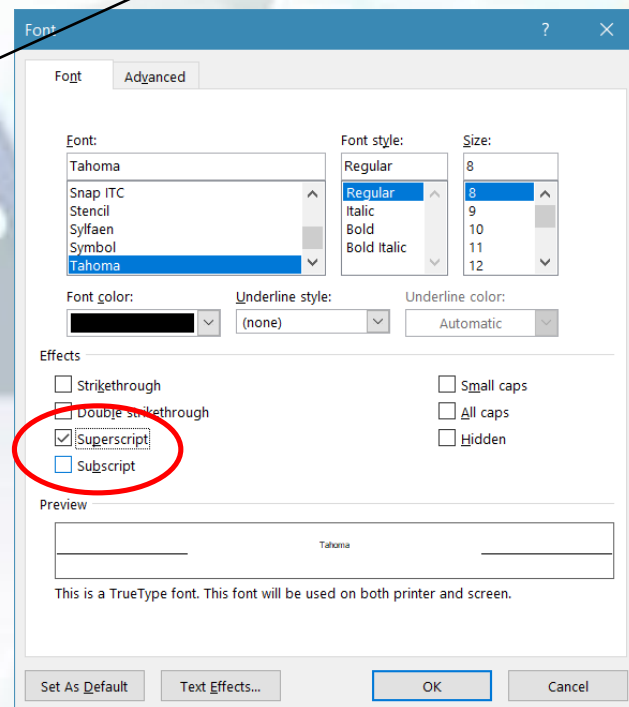 Font ? ×
Font Advanced
Font: Font style: Size:
Tahoma Regular 8
Snap ITC Regular 8
Stencil Italic 9
Sylfaen Bold 10
Symbol Bold Italic 11
Tahoma 12
Font color: Underline style: Underline color:
(none) Automatic
Effects
Strikethrough Small caps
Double strikethrough All caps
Superscript Hidden
Subscript
Preview
Tahoma
This is a TrueType font. This font will be used on both printer and screen.
Set As Default Text Effects... OK Cancel